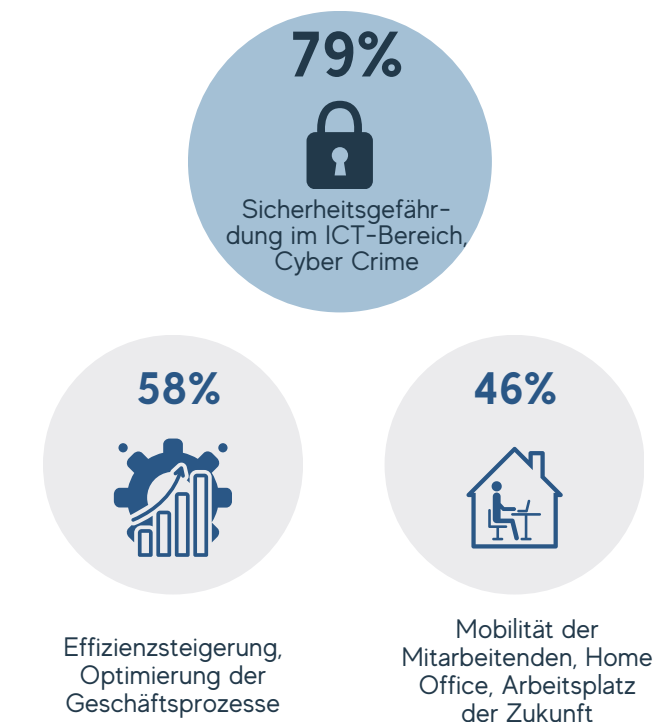 79%
Sicherheitsgefähr-
dung im ICT-Bereich,
Cyber Crime
58%
Effizienzsteigerung,
Optimierung der
Geschäftsprozesse
46%
Mobilität der
Mitarbeitenden, Home
Office, Arbeitsplatz
der Zukunft